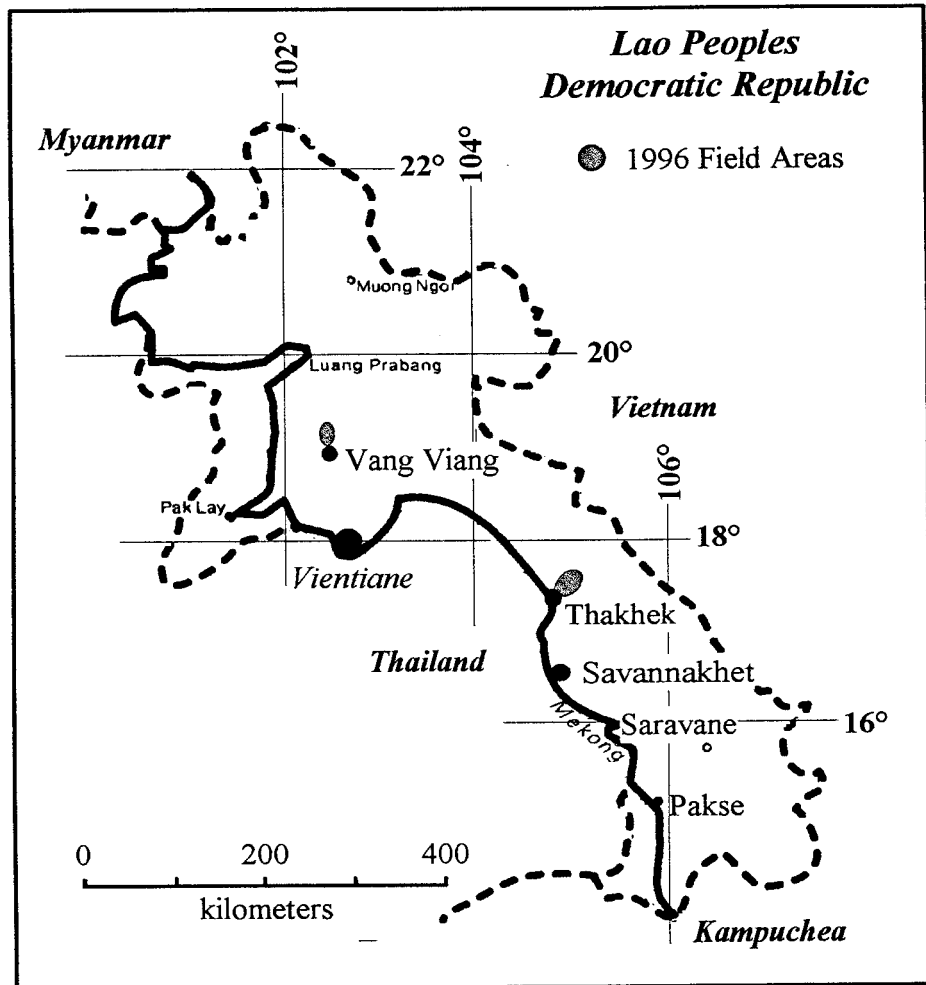 Lao Peoples
Democratic Republic
1996 Field Areas
Myanmar
102°
104°
22°
Muong Ngoi
20°
Luang Prabang
Vietnam
Vang Viang
106°
Pak Lay
18°
Vientiane
Thakhek
Thailand
Savannakhet
Mekong
Saravane
16°
Pakse
0 200 400
kilometers
Kampuchea